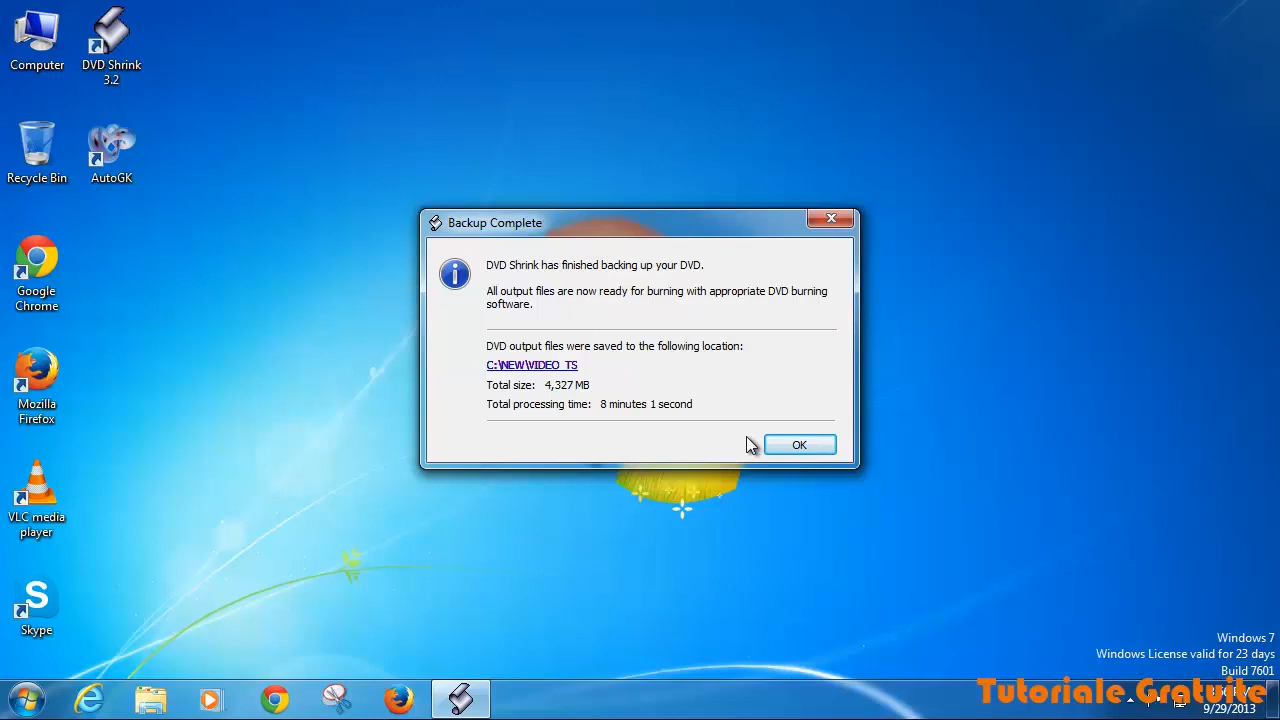 Computer
DVD Shrink
3.2
Recycle Bin
AutoGK
Google
Chrome
Mozilla
Firefox
VLC media
player
Skype
Backup Complete
DVD Shrink has finished backing up your DVD.
All output files are now ready for burning with appropriate DVD burning
software.
DVD output files were saved to the following location:
C:\NEW\VIDEO_TS
Total size: 4,327 MB
Total processing time: 8 minutes 1 second
OK
Windows 7
Windows License valid for 23 days
Build 7601
Tutoriale Gratuite
9/29/2013